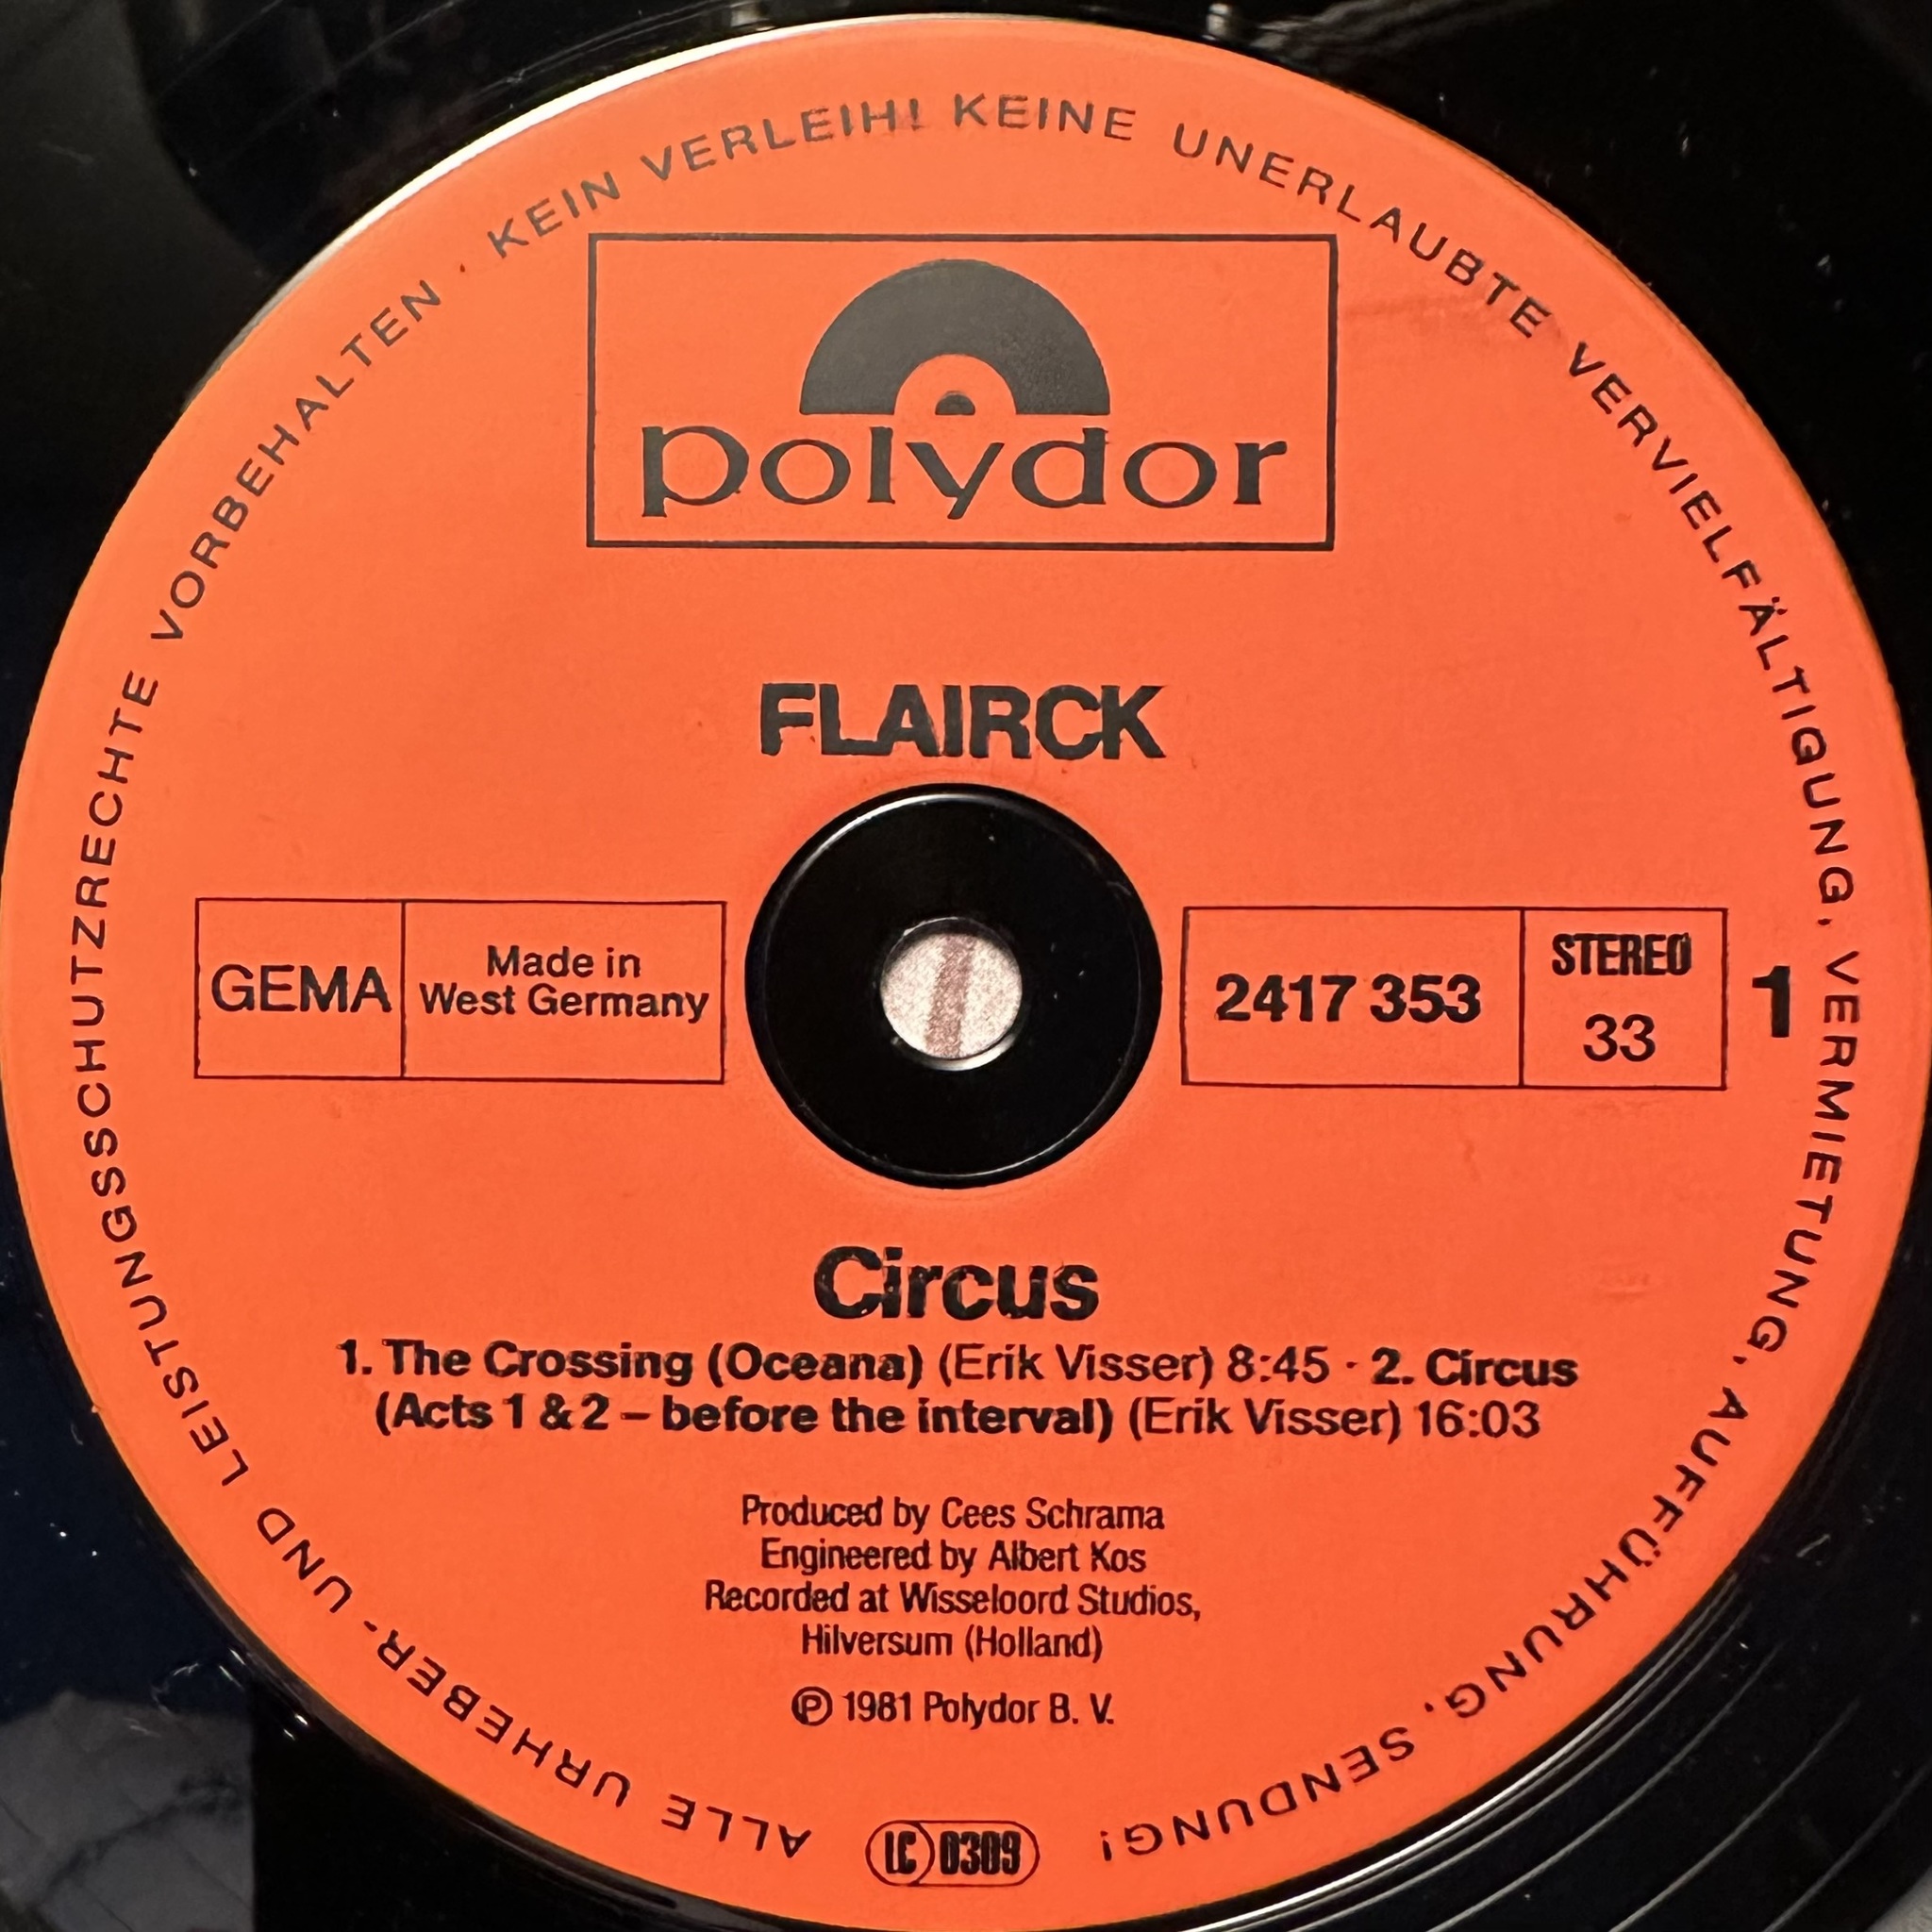 ALLE URHEBER- UND LEISTUNGSSCHUTZRECHTE VORBEHALTEN · KEIN VERLEIH! KEINE UNERLAUBTE VERVIELFÄLTIGUNG, VERMIETUNG, AUFFÜHRUNG, SENDUNG!
polydor
FLAIRCK
GEMA
Made in
West Germany
2417 353
STEREO
33
1
Circus
1. The Crossing (Oceana) (Erik Visser) 8:45 · 2. Circus
(Acts 1 & 2 – before the interval) (Erik Visser) 16:03
Produced by Cees Schrama
Engineered by Albert Kos
Recorded at Wisseloord Studios,
Hilversum (Holland)
Ⓟ 1981 Polydor B. V.
LC 0309